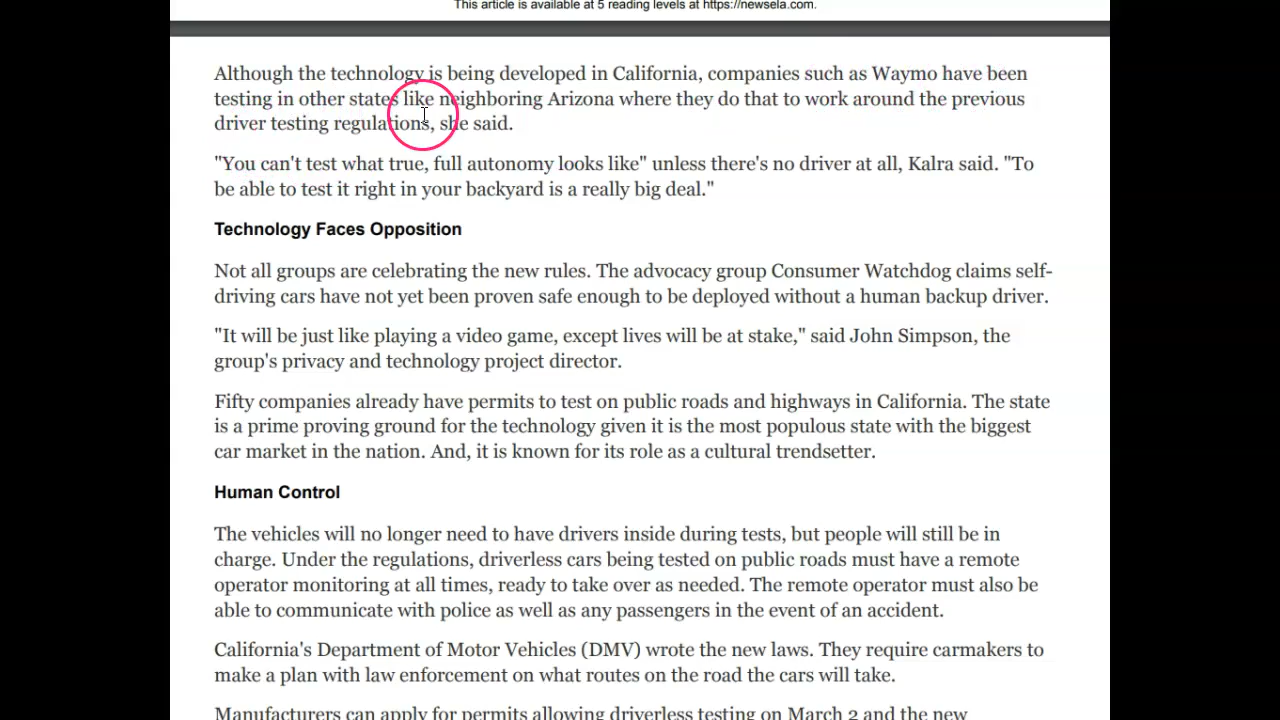 This article is available at 5 reading levels at https://newsela.com.
Although the technology is being developed in California, companies such as Waymo have been
testing in other states like neighboring Arizona where they do that to work around the previous
driver testing regulations, she said.
"You can't test what true, full autonomy looks like" unless there's no driver at all, Kalra said. "To
be able to test it right in your backyard is a really big deal."
Technology Faces Opposition
Not all groups are celebrating the new rules. The advocacy group Consumer Watchdog claims self-
driving cars have not yet been proven safe enough to be deployed without a human backup driver.
"It will be just like playing a video game, except lives will be at stake," said John Simpson, the
group's privacy and technology project director.
Fifty companies already have permits to test on public roads and highways in California. The state
is a prime proving ground for the technology given it is the most populous state with the biggest
car market in the nation. And, it is known for its role as a cultural trendsetter.
Human Control
The vehicles will no longer need to have drivers inside during tests, but people will still be in
charge. Under the regulations, driverless cars being tested on public roads must have a remote
operator monitoring at all times, ready to take over as needed. The remote operator must also be
able to communicate with police as well as any passengers in the event of an accident.
California's Department of Motor Vehicles (DMV) wrote the new laws. They require carmakers to
make a plan with law enforcement on what routes on the road the cars will take.
Manufacturers can apply for permits allowing driverless testing on March 2 and the new